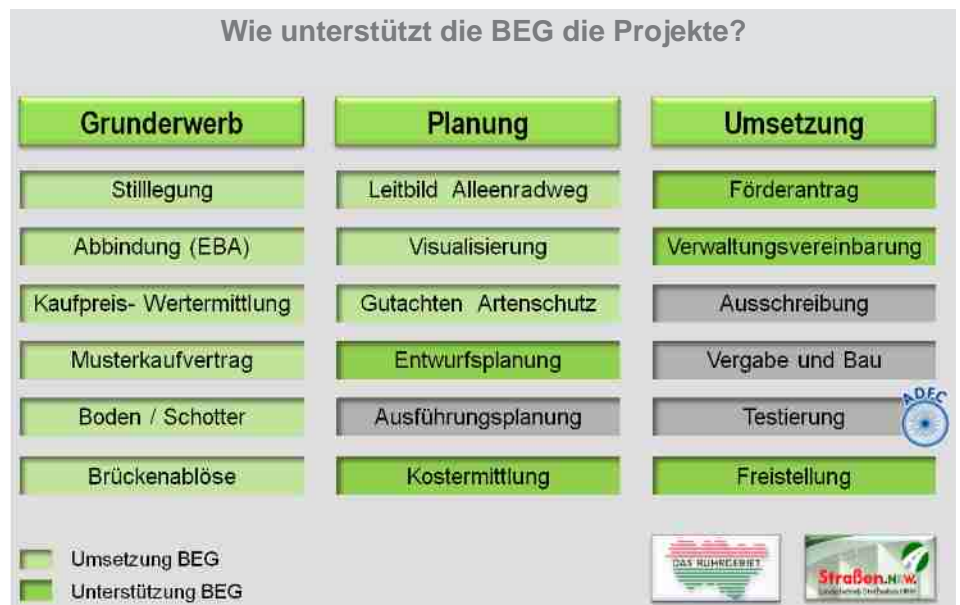 Wie unterstützt die BEG die Projekte?
Grunderwerb
Stilllegung
Abbindung (EBA)
Kaufpreis- Wertermittlung
Musterkaufvertrag
Boden / Schotter
Brückenablöse
Planung
Leitbild Alleenradweg
Visualisierung
Gutachten Artenschutz
Entwurfsplanung
Ausführungsplanung
Kostermittlung
Umsetzung
Förderantrag
Verwaltungsvereinbarung
Ausschreibung
Vergabe und Bau
Testierung
ADFC
Freistellung
Umsetzung BEG
Unterstützung BEG
DAS RUHRGEBIET
Straßen.NRW.